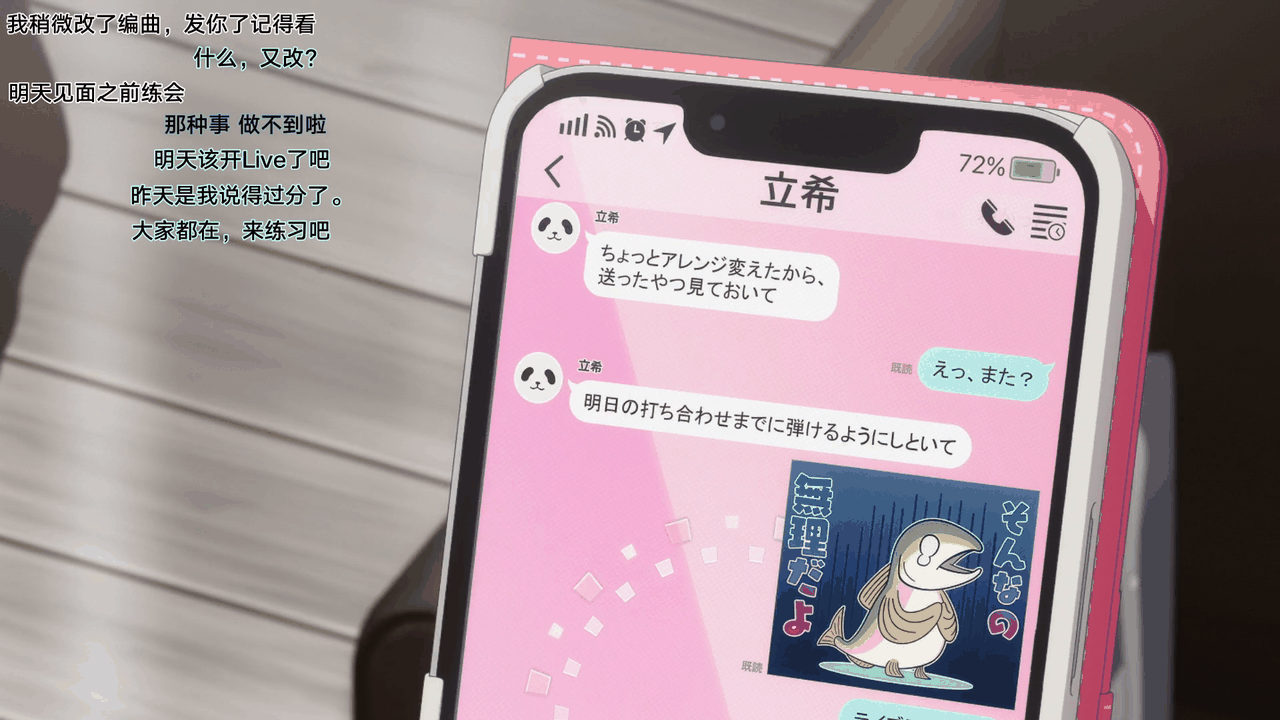 我稍微改了编曲，发你了记得看
什么，又改？
明天见面之前练会
那种事 做不到啦
明天该开Live了吧
昨天是我说得过分了。
大家都在，来练习吧
72%
立希
立希
ちょっとアレンジ変えたから、
送ったやつ見ておいて
既読
えっ、また？
立希
明日の打ち合わせまでに弾けるようにしといて
そんなの
無理だよ
既読